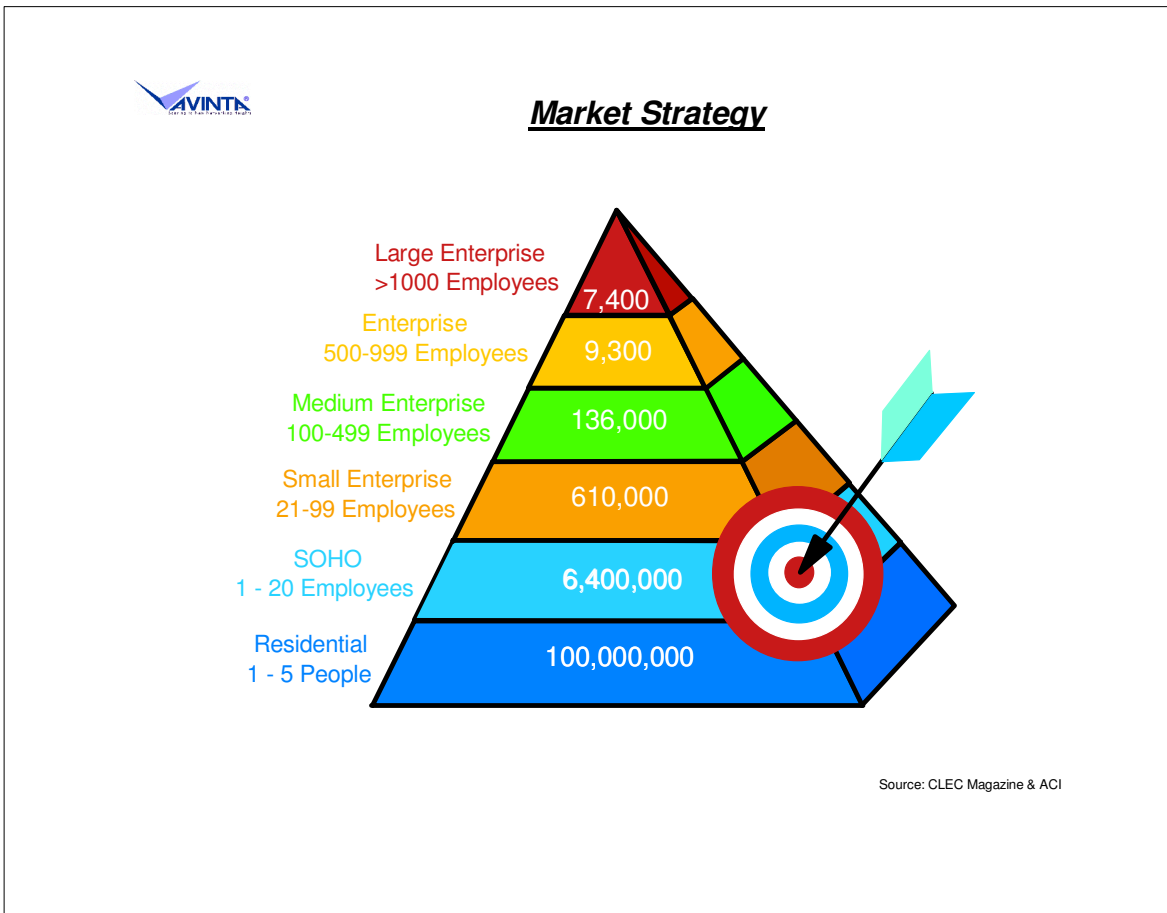 AVINTA®
Market Strategy
Large Enterprise
>1000 Employees
7,400
Enterprise
500-999 Employees
9,300
Medium Enterprise
100-499 Employees
136,000
Small Enterprise
21-99 Employees
610,000
SOHO
1 - 20 Employees
6,400,000
Residential
1 - 5 People
100,000,000
Source: CLEC Magazine & ACI